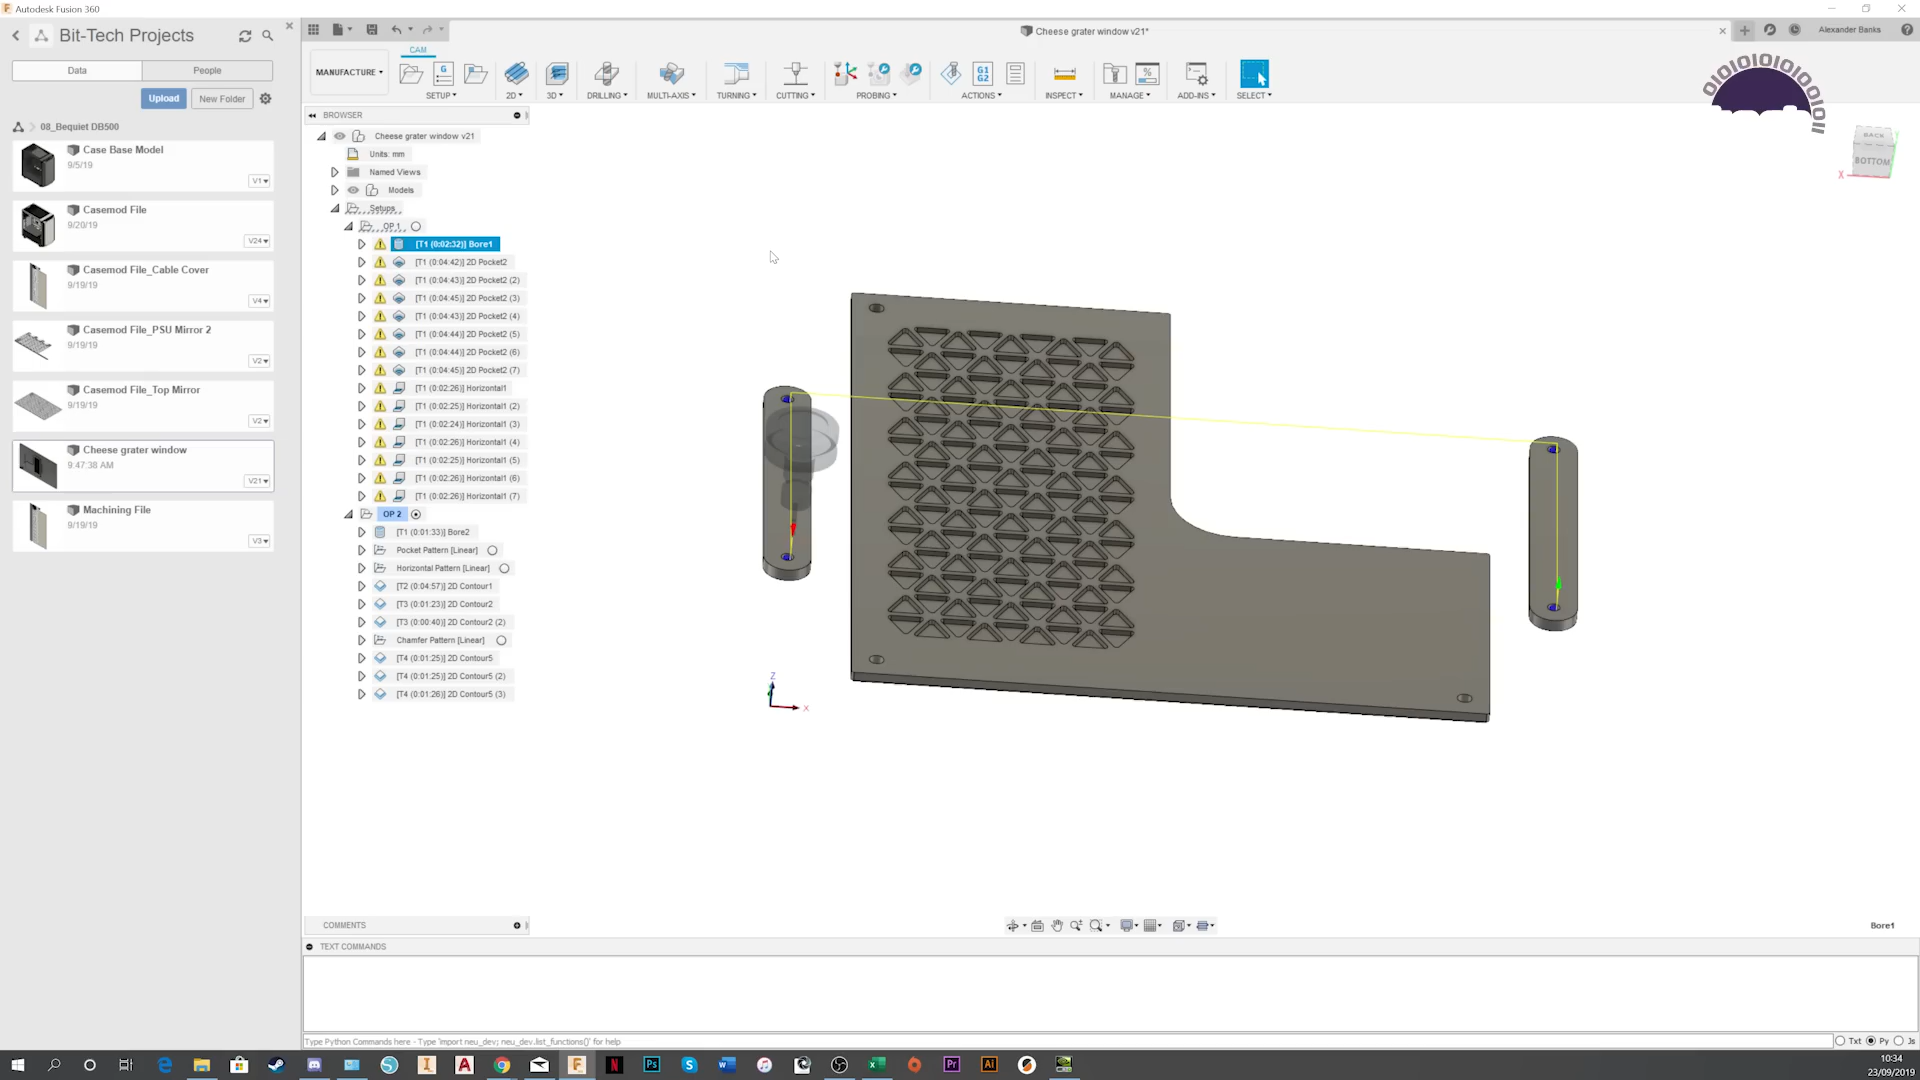 Autodesk Fusion 360
Bit-Tech Projects
Data
People
Upload
New Folder
08_Bequiet DB500
Case Base Model
9/5/19
V1
Casemod File
9/20/19
V24
Casemod File_Cable Cover
9/19/19
V4
Casemod File_PSU Mirror 2
9/19/19
V2
Casemod File_Top Mirror
9/19/19
V2
Cheese grater window
9:47:38 AM
V21
Machining File
9/19/19
V3
Cheese grater window v21*
Alexander Banks
CAM
MANUFACTURE
SETUP
2D
3D
DRILLING
MULTI-AXIS
TURNING
CUTTING
PROBING
G1
G2
ACTIONS
INSPECT
MANAGE
ADD-INS
SELECT
BROWSER
Cheese grater window v21
Units: mm
Named Views
Models
Setups
OP 1
[T1 (0:02:32)] Bore1
[T1 (0:04:42)] 2D Pocket2
[T1 (0:04:43)] 2D Pocket2 (2)
[T1 (0:04:45)] 2D Pocket2 (3)
[T1 (0:04:43)] 2D Pocket2 (4)
[T1 (0:04:44)] 2D Pocket2 (5)
[T1 (0:04:44)] 2D Pocket2 (6)
[T1 (0:04:45)] 2D Pocket2 (7)
[T1 (0:02:26)] Horizontal1
[T1 (0:02:25)] Horizontal1 (2)
[T1 (0:02:24)] Horizontal1 (3)
[T1 (0:02:26)] Horizontal1 (4)
[T1 (0:02:25)] Horizontal1 (5)
[T1 (0:02:26)] Horizontal1 (6)
[T1 (0:02:26)] Horizontal1 (7)
OP 2
[T1 (0:01:33)] Bore2
Pocket Pattern [Linear]
Horizontal Pattern [Linear]
[T2 (0:04:57)] 2D Contour1
[T3 (0:01:23)] 2D Contour2
[T3 (0:00:40)] 2D Contour2 (2)
Chamfer Pattern [Linear]
[T4 (0:01:25)] 2D Contour5
[T4 (0:01:25)] 2D Contour5 (2)
[T4 (0:01:26)] 2D Contour5 (3)
BACK
BOTTOM
X
Z
X
COMMENTS
Bore1
TEXT COMMANDS
Type Python Commands here - Type 'import neu_dev; neu_dev.list_functions()' for help
Txt
Py
Js
10:34
23/09/2019